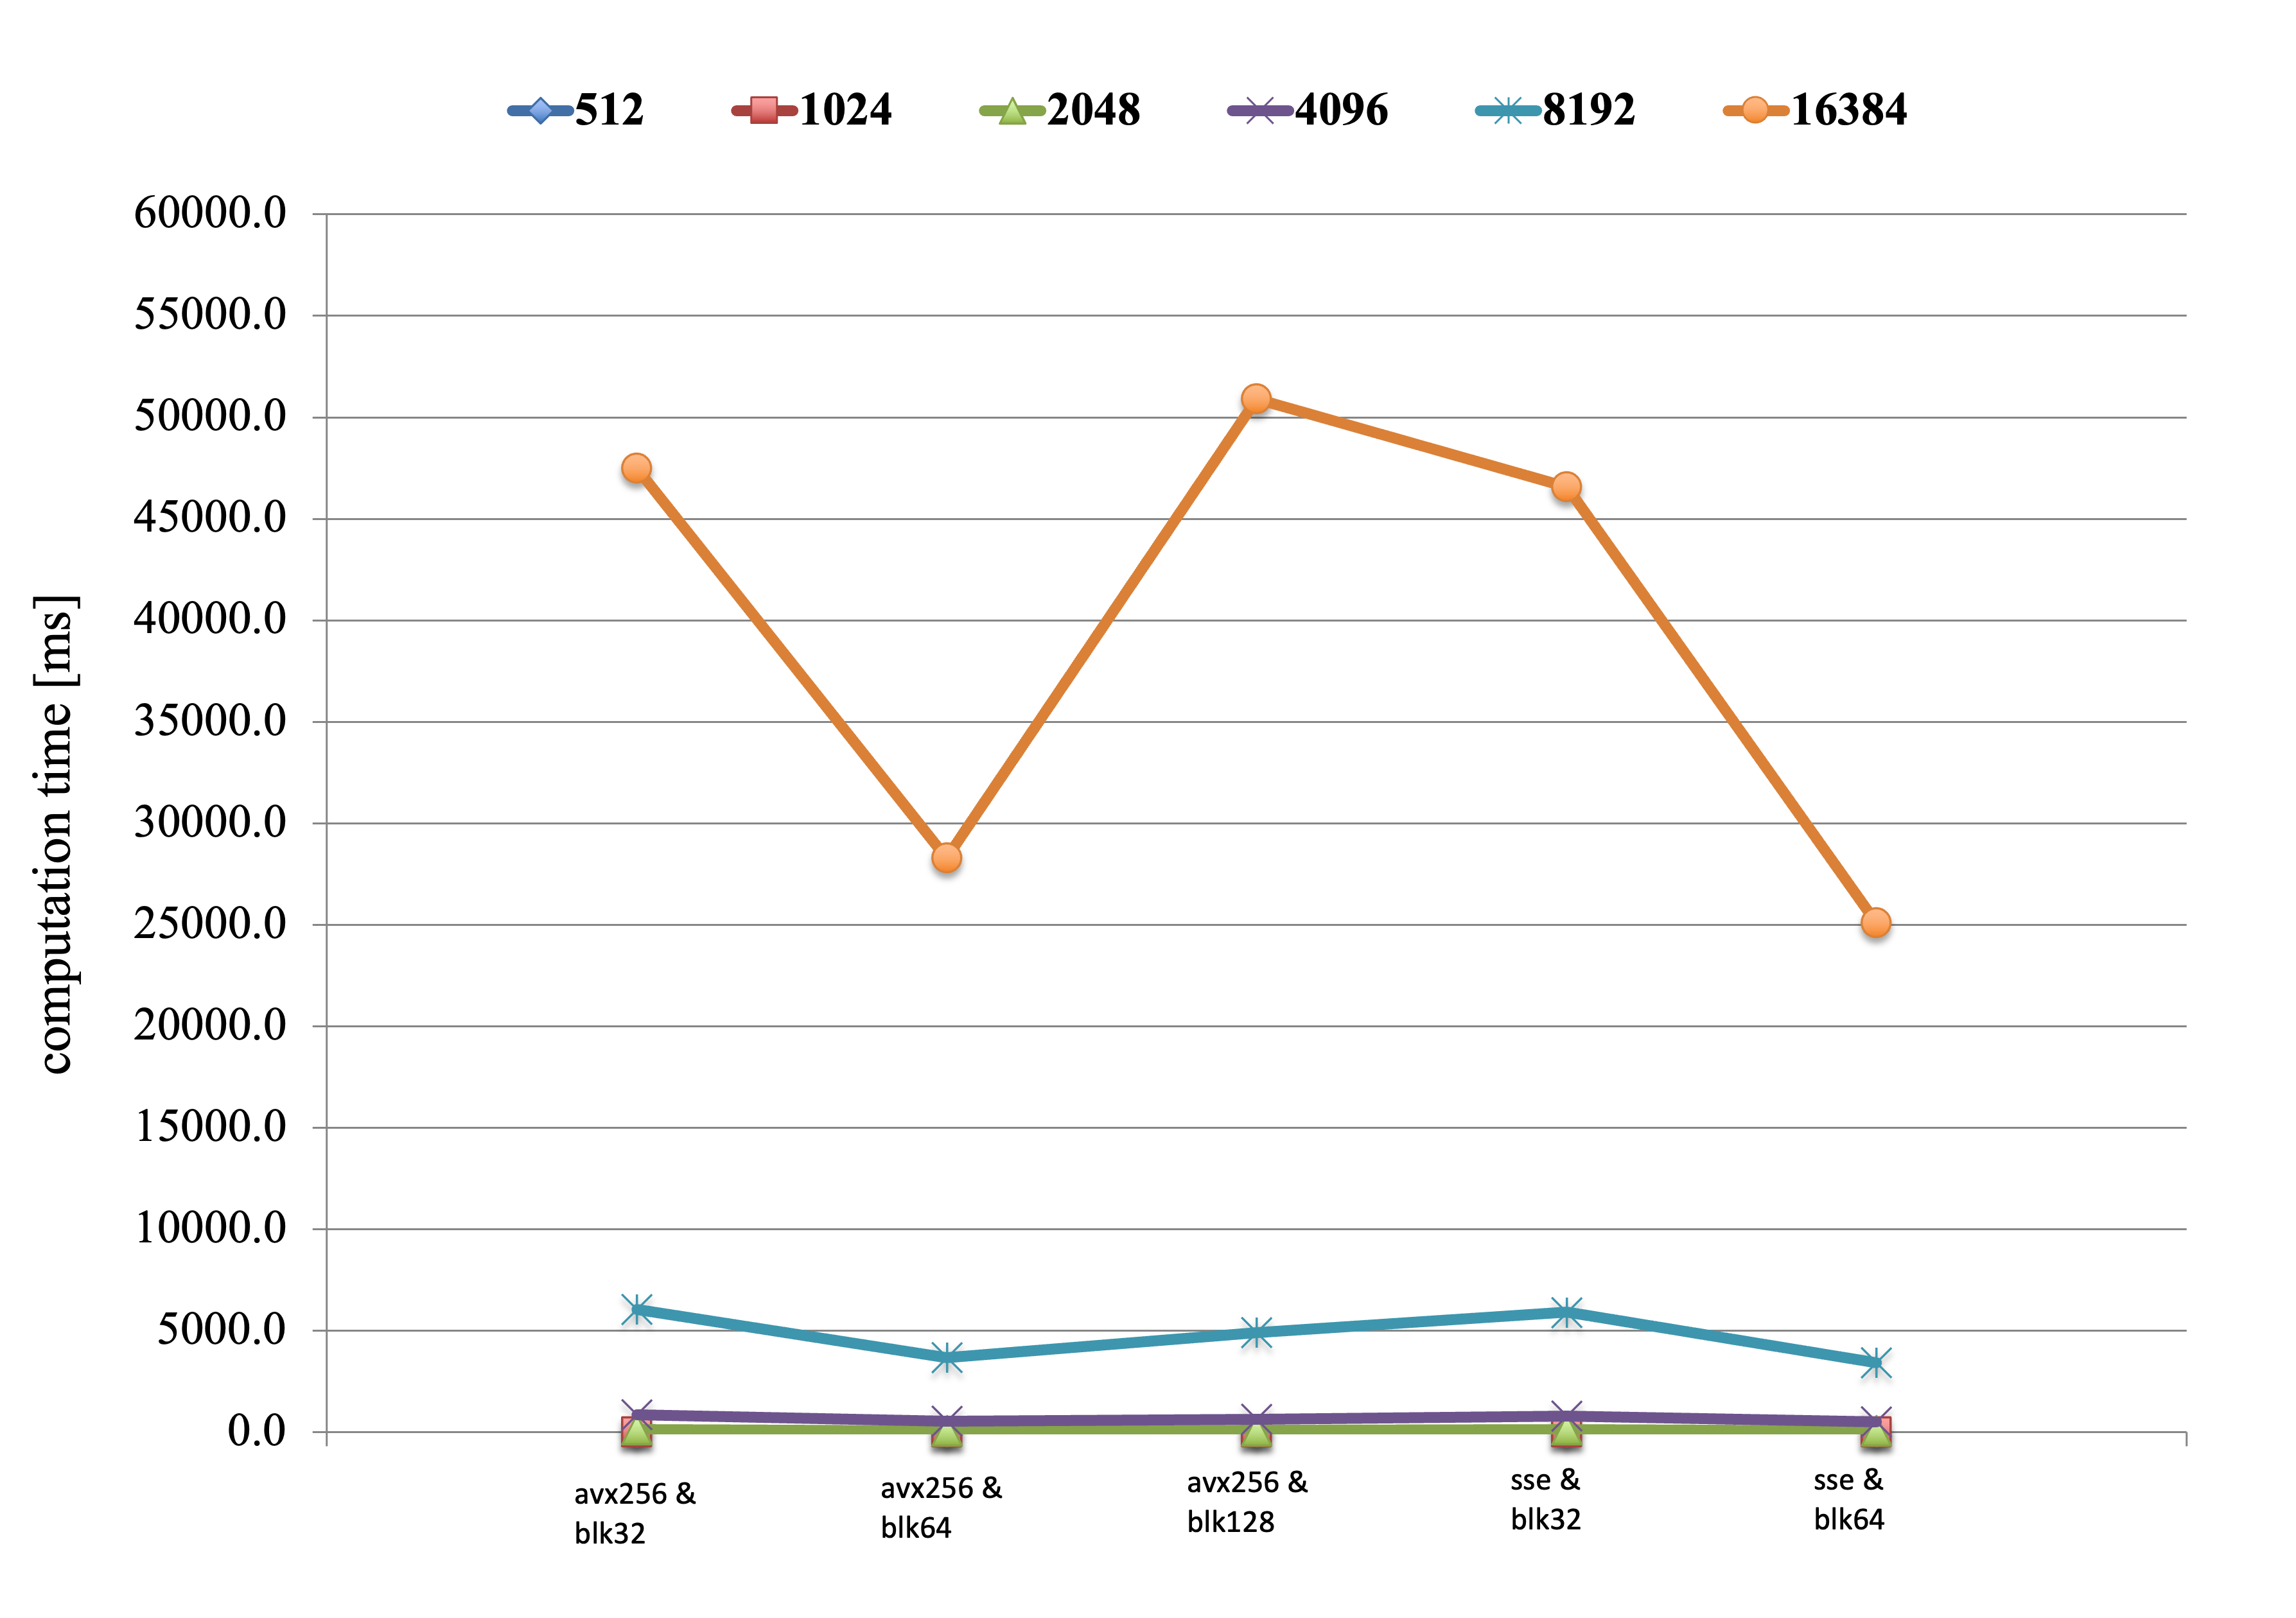 512 1024 2048 4096 8192 16384
60000.0
55000.0
50000.0
45000.0
40000.0
35000.0
30000.0
25000.0
20000.0
15000.0
10000.0
5000.0
0.0
computation time [ms]
avx256 &
blk32
avx256 &
blk64
avx256 &
blk128
sse &
blk32
sse &
blk64